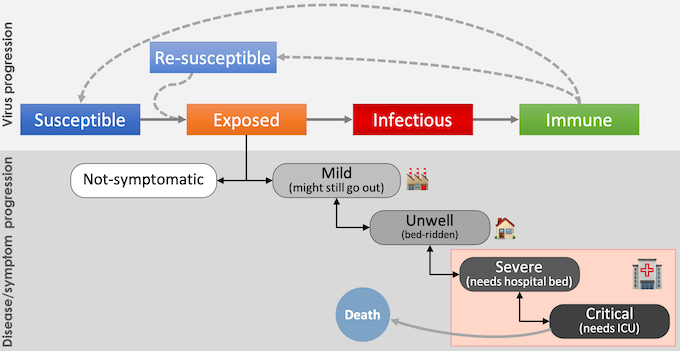 Virus progression
Re-susceptible
Susceptible
Exposed
Infectious
Immune
Disease/symptom progression
Not-symptomatic
Mild
(might still go out)
Unwell
(bed-ridden)
Severe
(needs hospital bed)
Death
Critical
(needs ICU)